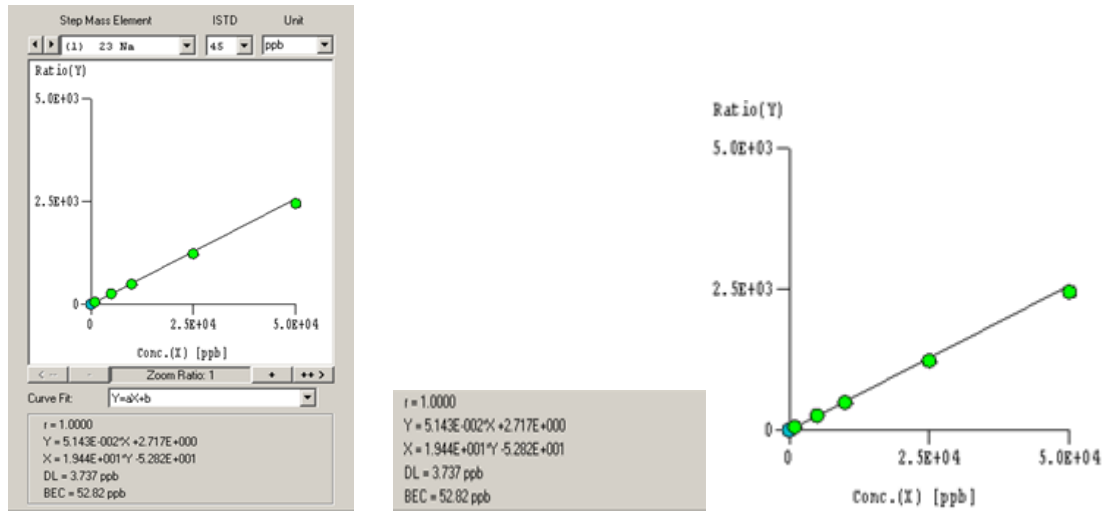 Step Mass Element ISTD Unit
(1) 23 Na 45 ppb
Ratio(Y)
5.0E+03
2.5E+03
0
0 2.5E+04 5.0E+04
Conc.(X) [ppb]
< -- - Zoom Ratio: 1 + ++ >
Curve Fit: Y=aX+b
r = 1.0000
Y = 5.143E-002*X +2.717E+000
X = 1.944E+001*Y -5.282E+001
DL = 3.737 ppb
BEC = 52.82 ppb
r = 1.0000
Y = 5.143E-002*X +2.717E+000
X = 1.944E+001*Y -5.282E+001
DL = 3.737 ppb
BEC = 52.82 ppb
Ratio(Y)
5.0E+03
2.5E+03
0
0 2.5E+04 5.0E+04
Conc.(X) [ppb]